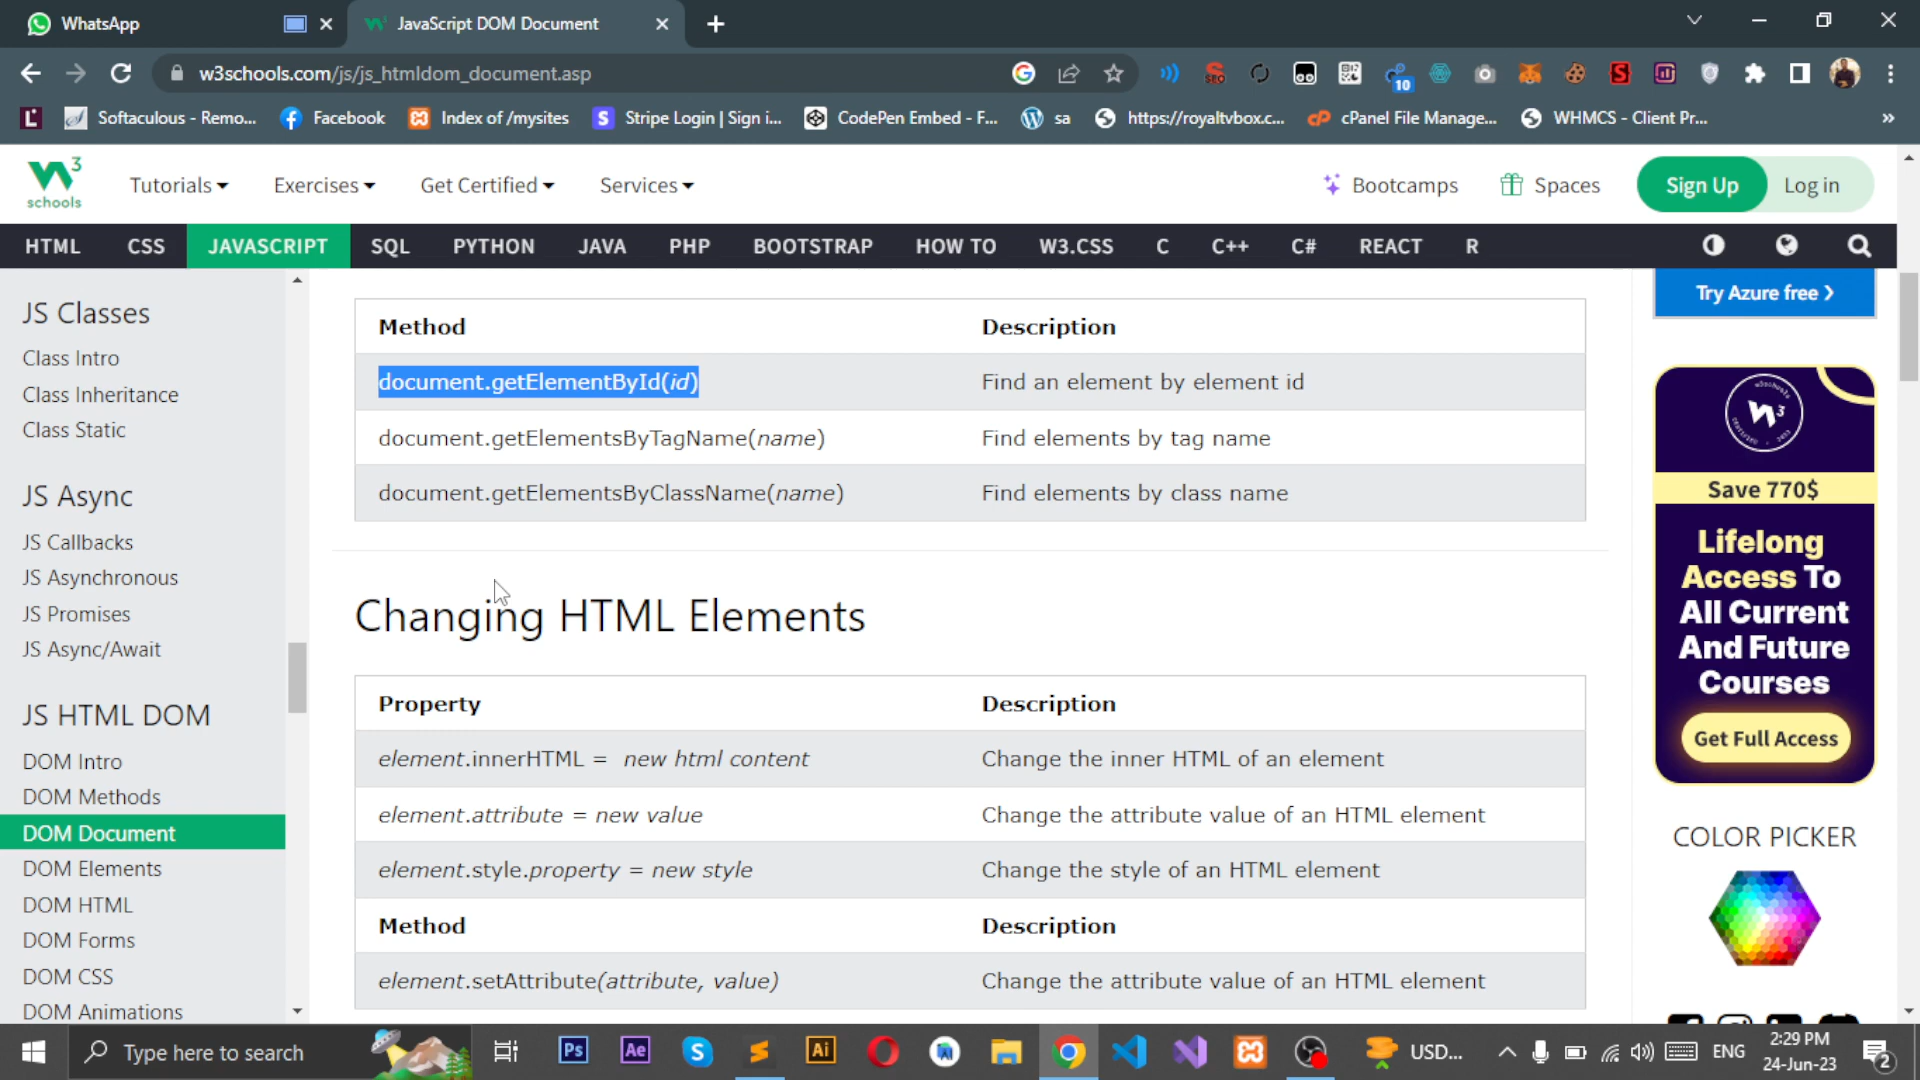 WhatsApp
JavaScript DOM Document
w3schools.com/js/js_htmldom_document.asp
10
Softaculous - Remo...
Facebook
Index of /mysites
Stripe Login | Sign i...
CodePen Embed - F...
sa
https://royaltvbox.c...
cPanel File Manage...
WHMCS - Client Pr...
»
3
schools
Tutorials
Exercises
Get Certified
Services
Bootcamps
Spaces
Sign Up
Log in
HTML
CSS
JAVASCRIPT
SQL
PYTHON
JAVA
PHP
BOOTSTRAP
HOW TO
W3.CSS
C
C++
C#
REACT
R
JS Classes
Class Intro
Class Inheritance
Class Static
JS Async
JS Callbacks
JS Asynchronous
JS Promises
JS Async/Await
JS HTML DOM
DOM Intro
DOM Methods
DOM Document
DOM Elements
DOM HTML
DOM Forms
DOM CSS
DOM Animations
Method Description
document.getElementById(id) Find an element by element id
document.getElementsByTagName(name) Find elements by tag name
document.getElementsByClassName(name) Find elements by class name
Changing HTML Elements
Property Description
element.innerHTML = new html content Change the inner HTML of an element
element.attribute = new value Change the attribute value of an HTML element
element.style.property = new style Change the style of an HTML element
Method Description
element.setAttribute(attribute, value) Change the attribute value of an HTML element
Try Azure free ❯
Save 770$
Lifelong
Access To
All Current
And Future
Courses
Get Full Access
COLOR PICKER
Type here to search
Ps
Ae
S
Ai
USD...
ENG
2:29 PM
24-Jun-23
2